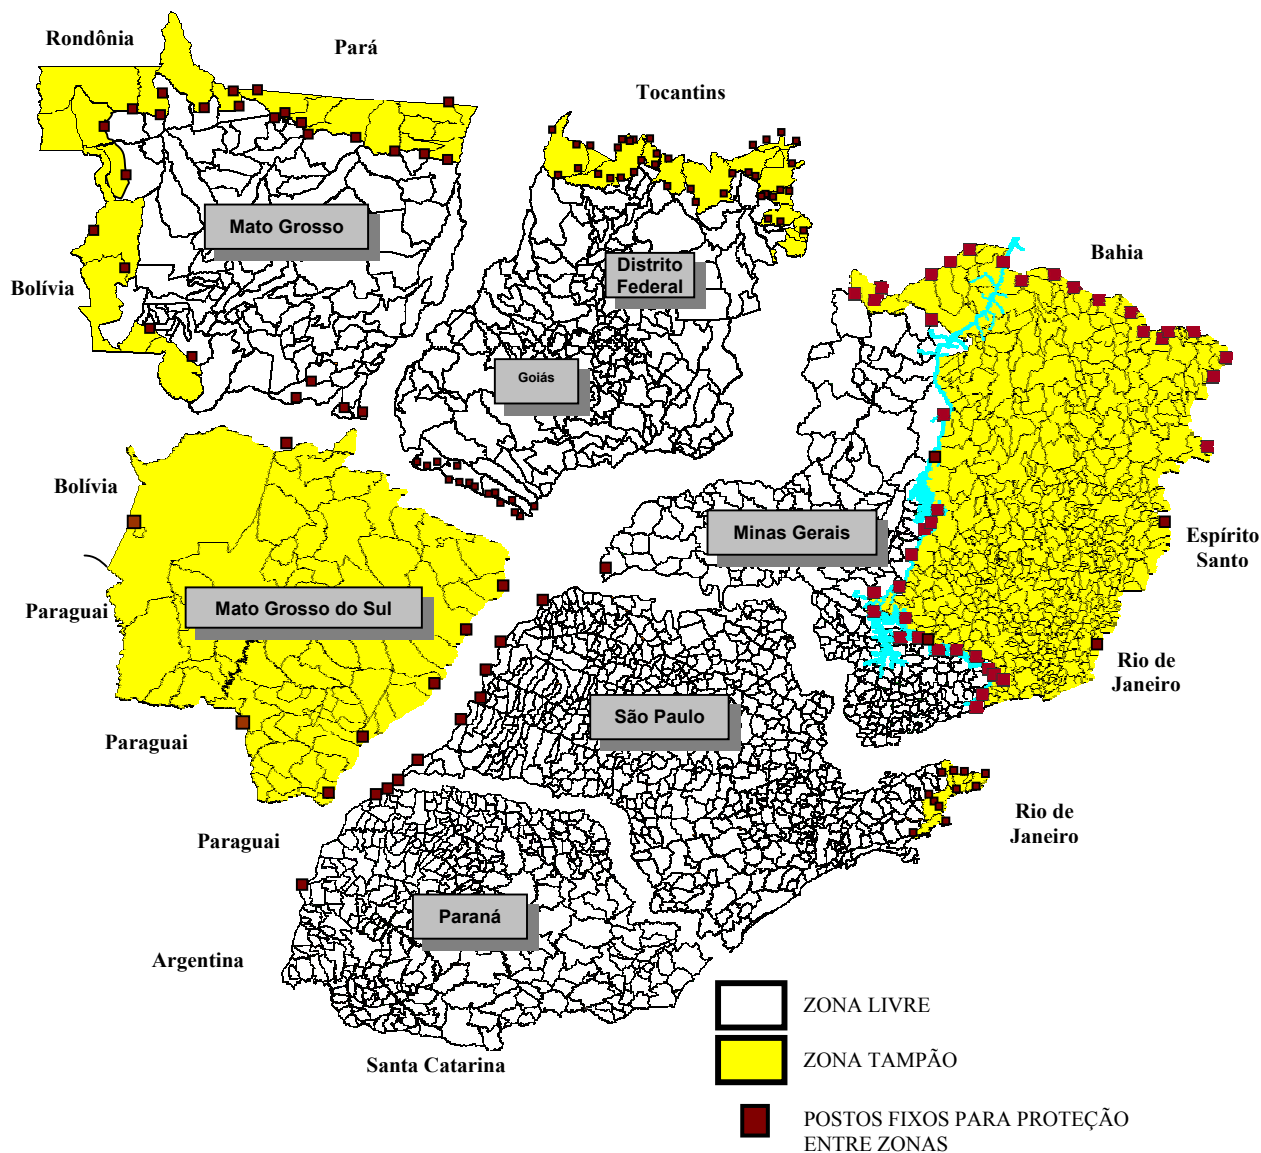 Rondônia
Pará
Tocantins
Mato Grosso
Bolívia
Distrito
Federal
Goiás
Bahia
Bolívia
Minas Gerais
Espírito
Santo
Paraguai
Mato Grosso do Sul
Rio de
Janeiro
São Paulo
Paraguai
Paraguai
Rio de
Janeiro
Paraná
Argentina
Santa Catarina
ZONA LIVRE
ZONA TAMPÃO
POSTOS FIXOS PARA PROTEÇÃO
ENTRE ZONAS